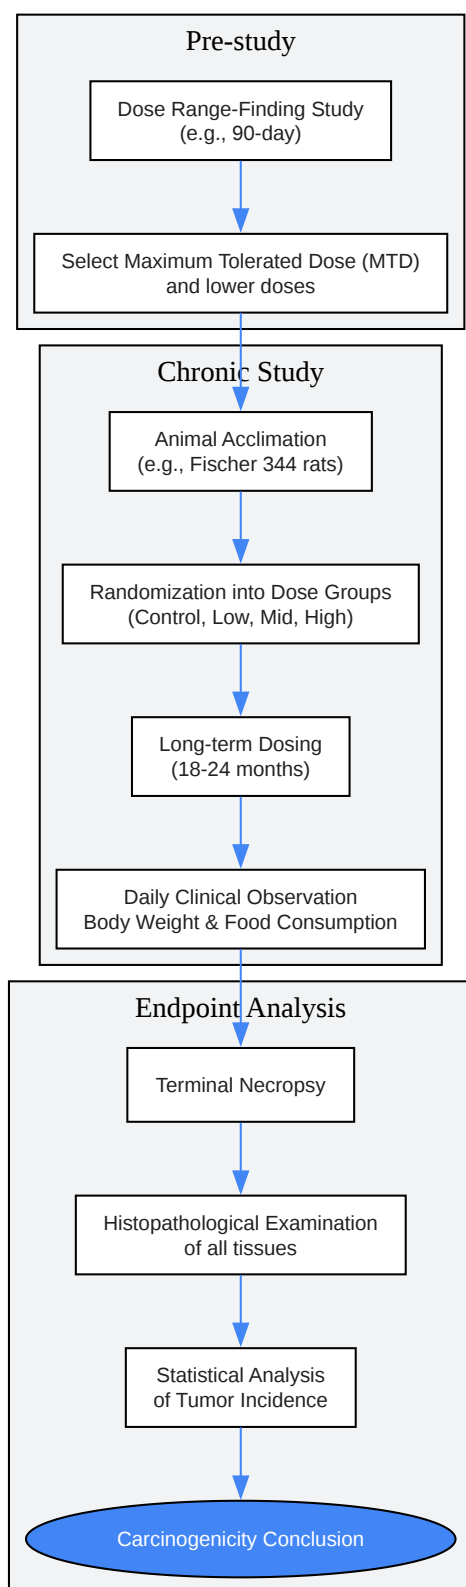 Pre-study
Dose Range-Finding Study
(e.g., 90-day)
Select Maximum Tolerated Dose (MTD)
and lower doses
Chronic Study
Animal Acclimation
(e.g., Fischer 344 rats)
Randomization into Dose Groups
(Control, Low, Mid, High)
Long-term Dosing
(18-24 months)
Daily Clinical Observation
Body Weight & Food Consumption
Endpoint Analysis
Terminal Necropsy
Histopathological Examination
of all tissues
Statistical Analysis
of Tumor Incidence
Carcinogenicity Conclusion